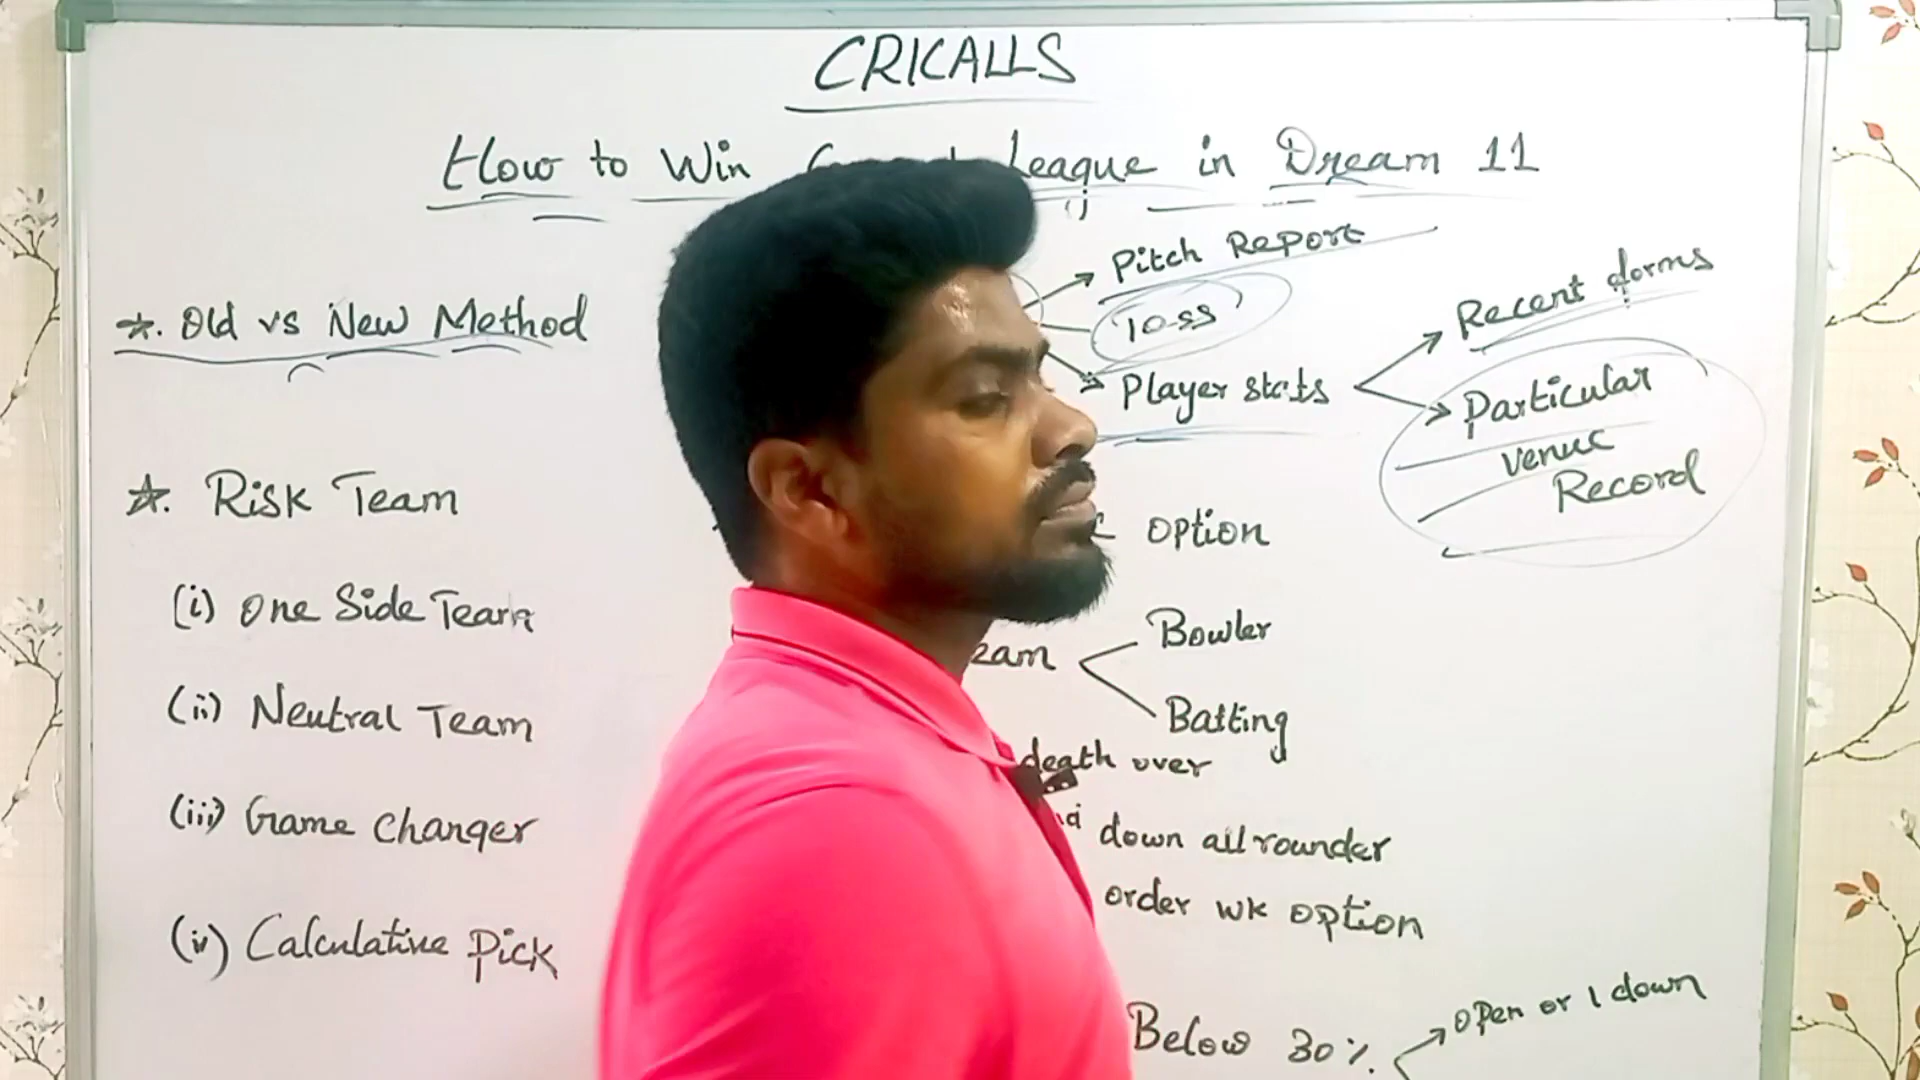 CRICALLS
How to Win League in Dream 11
Pitch Report
Toss
Player stats
Recent forms
Particular
venue
Record
☆. Old vs New Method
☆. Risk Team
option
(i) One Side Team
Bowler
Batting
(ii) Neutral Team
death over
(iii) Game Changer
down allrounder
order wk option
(iv) Calculative Pick
Below 30%.
open or 1 down